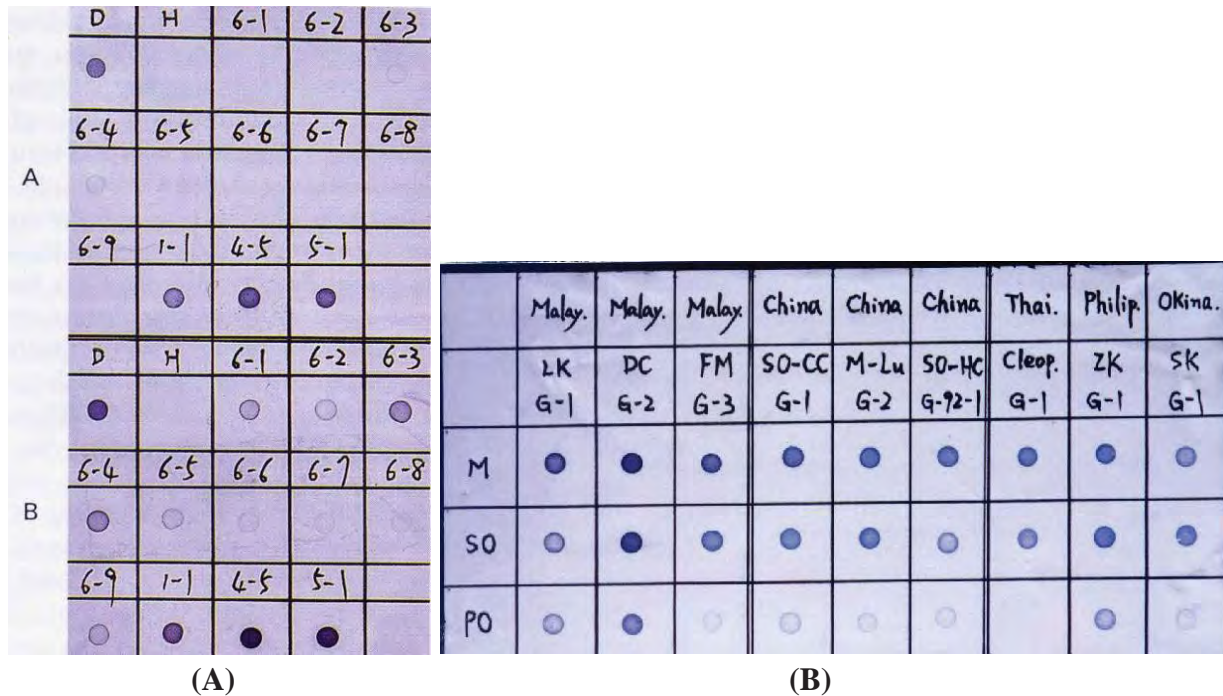 D H 6-1 6-2 6-3
6-4 6-5 6-6 6-7 6-8
A
6-9 1-1 4-5 5-1
D H 6-1 6-2 6-3
6-4 6-5 6-6 6-7 6-8
B
6-9 1-1 4-5 5-1
(A)
Malay. Malay. Malay. China China China Thai. Philip. Okina.
LK DC FM SO-CC M-Lu SO-HC Cleop. ZK SK
G-1 G-2 G-3 G-1 G-2 G-92-1 G-1 G-1 G-1
M
SO
PO
(B)